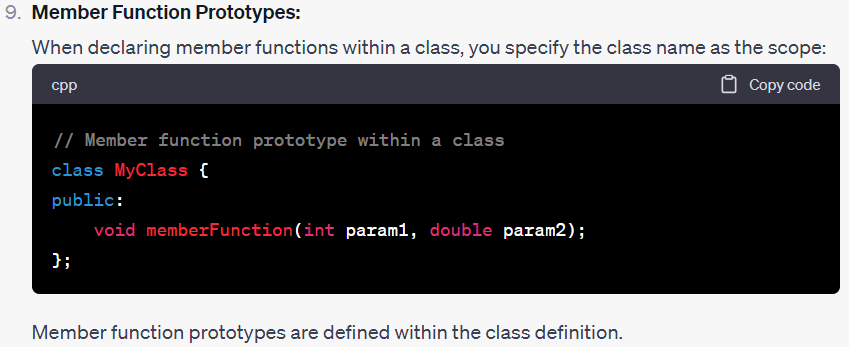 9. Member Function Prototypes:
When declaring member functions within a class, you specify the class name as the scope:
cpp Copy code
// Member function prototype within a class
class MyClass {
public:
    void memberFunction(int param1, double param2);
};
Member function prototypes are defined within the class definition.